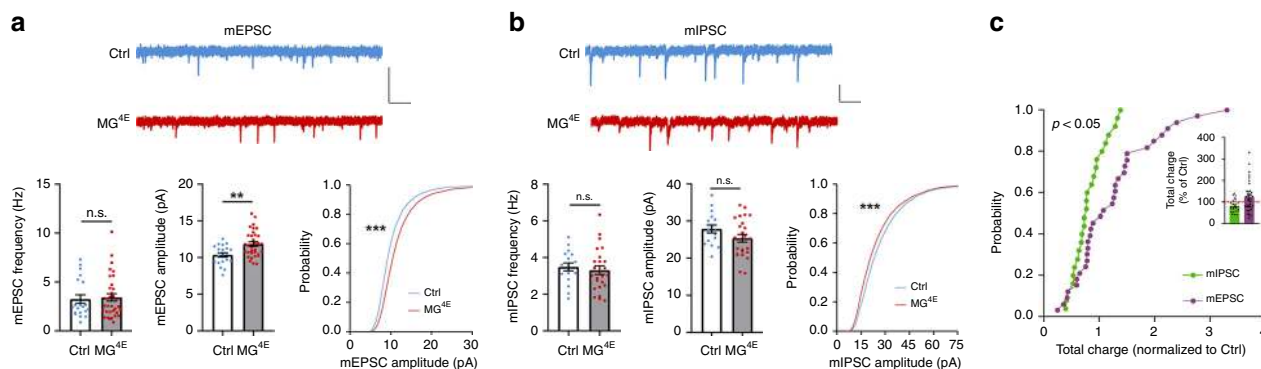 a
mEPSC
Ctrl
MG4E
mEPSC frequency (Hz)
15
10
5
0
n.s.
Ctrl MG4E
mEPSC amplitude (pA)
20
15
10
5
0
**
Ctrl MG4E
Probability
1.0
0.8
0.6
0.4
0.2
0.0
***
Ctrl
MG4E
0 10 20 30
mEPSC amplitude (pA)
b
mIPSC
Ctrl
MG4E
mIPSC frequency (Hz)
8
6
4
2
0
n.s.
Ctrl MG4E
mIPSC amplitude (pA)
40
30
20
10
0
n.s.
Ctrl MG4E
Probability
1.0
0.8
0.6
0.4
0.2
0.0
***
Ctrl
MG4E
0 15 30 45 60 75
mIPSC amplitude (pA)
c
Probability
1.0
0.8
0.6
0.4
0.2
0.0
p < 0.05
Total charge
(% of Ctrl)
400
300
200
100
0
mIPSC
mEPSC
0 1 2 3
Total charge (normalized to Ctrl)